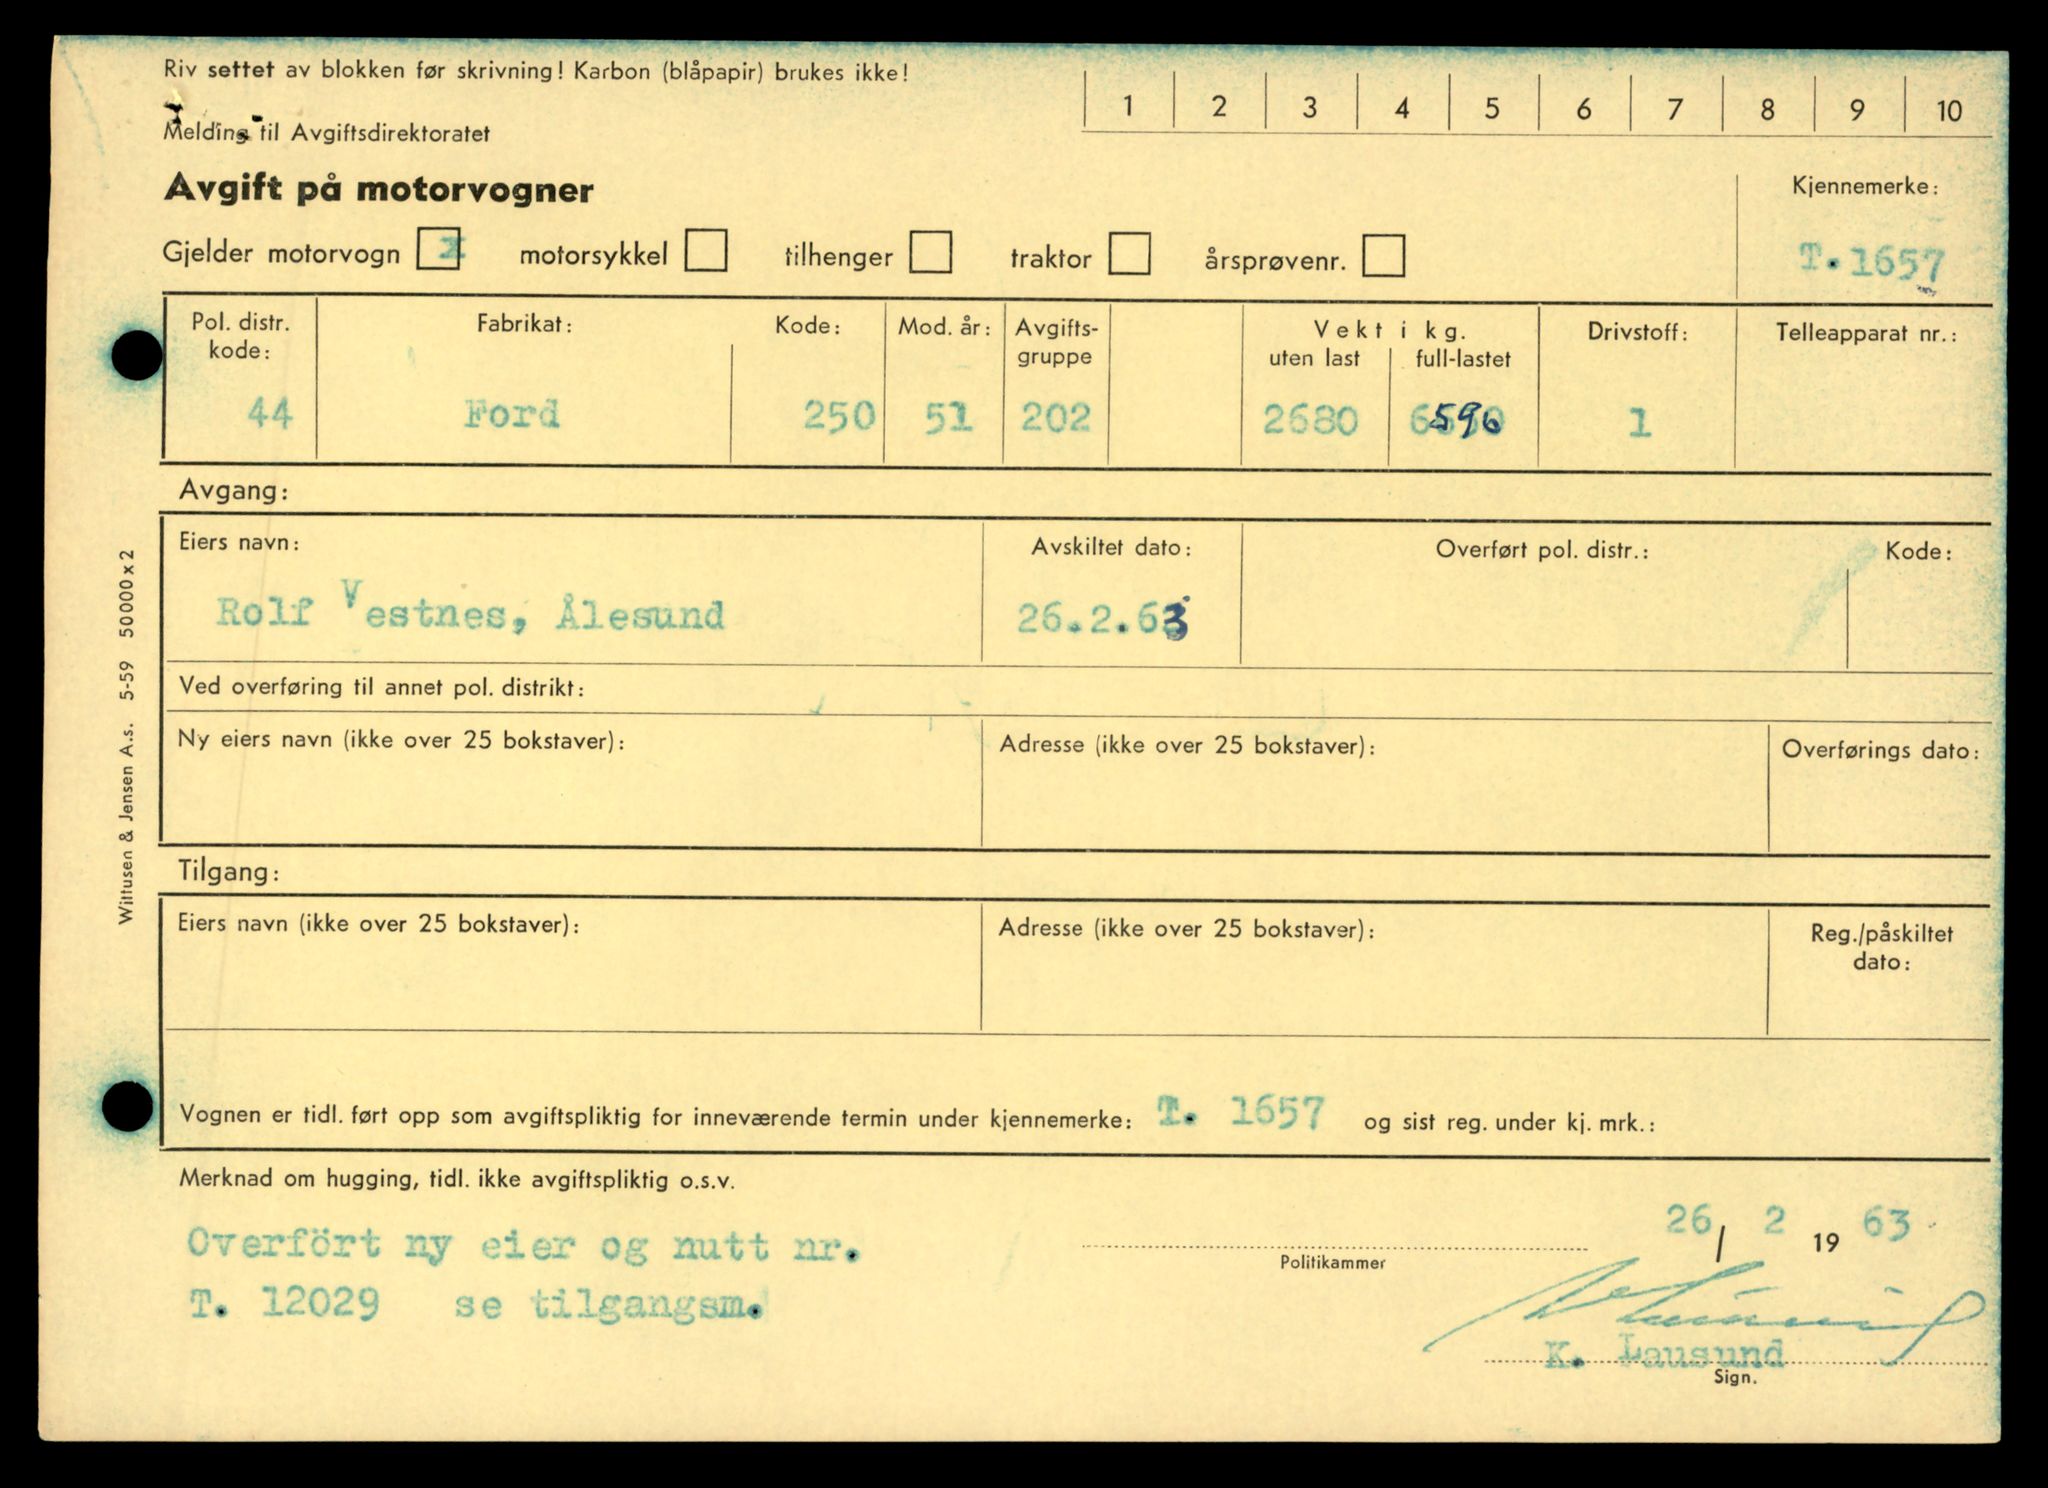 Riv settet av blokken før skrivning! Karbon (blåpapir) brukes ikke!
1 2 3 4 5 6 7 8 9 10
Melding til Avgiftsdirektoratet
Avgift på motorvogner
Kjennemerke:
Gjelder motorvogn x motorsykkel tilhenger traktor årsprøvenr.
T. 1657
Pol. distr. kode: Fabrikat: Kode: Mod. år: Avgifts-gruppe Vekt i kg. uten last full-lastet Drivstoff: Telleapparat nr.:
44 Ford 250 51 202 2680 596 1
Avgang:
Eiers navn: Avskiltet dato: Overført pol. distr.: Kode:
Rolf Vestnes, Ålesund 26.2.63
Ved overføring til annet pol. distrikt:
Ny eiers navn (ikke over 25 bokstaver): Adresse (ikke over 25 bokstaver): Overførings dato:
Tilgang:
Eiers navn (ikke over 25 bokstaver): Adresse (ikke over 25 bokstaver): Reg./påskiltet dato:
Vognen er tidl. ført opp som avgiftspliktig for inneværende termin under kjennemerke: T. 1657 og sist reg. under kj. mrk.:
Merknad om hugging, tidl. ikke avgiftspliktig o.s.v.
Overfört ny eier og nutt nr.
T. 12029 se tilgangsm.
26/ 2 19 63
Politikammer
K. Lausund
Sign.
Wittusen & Jensen A.s. 5-59 50000 x 2